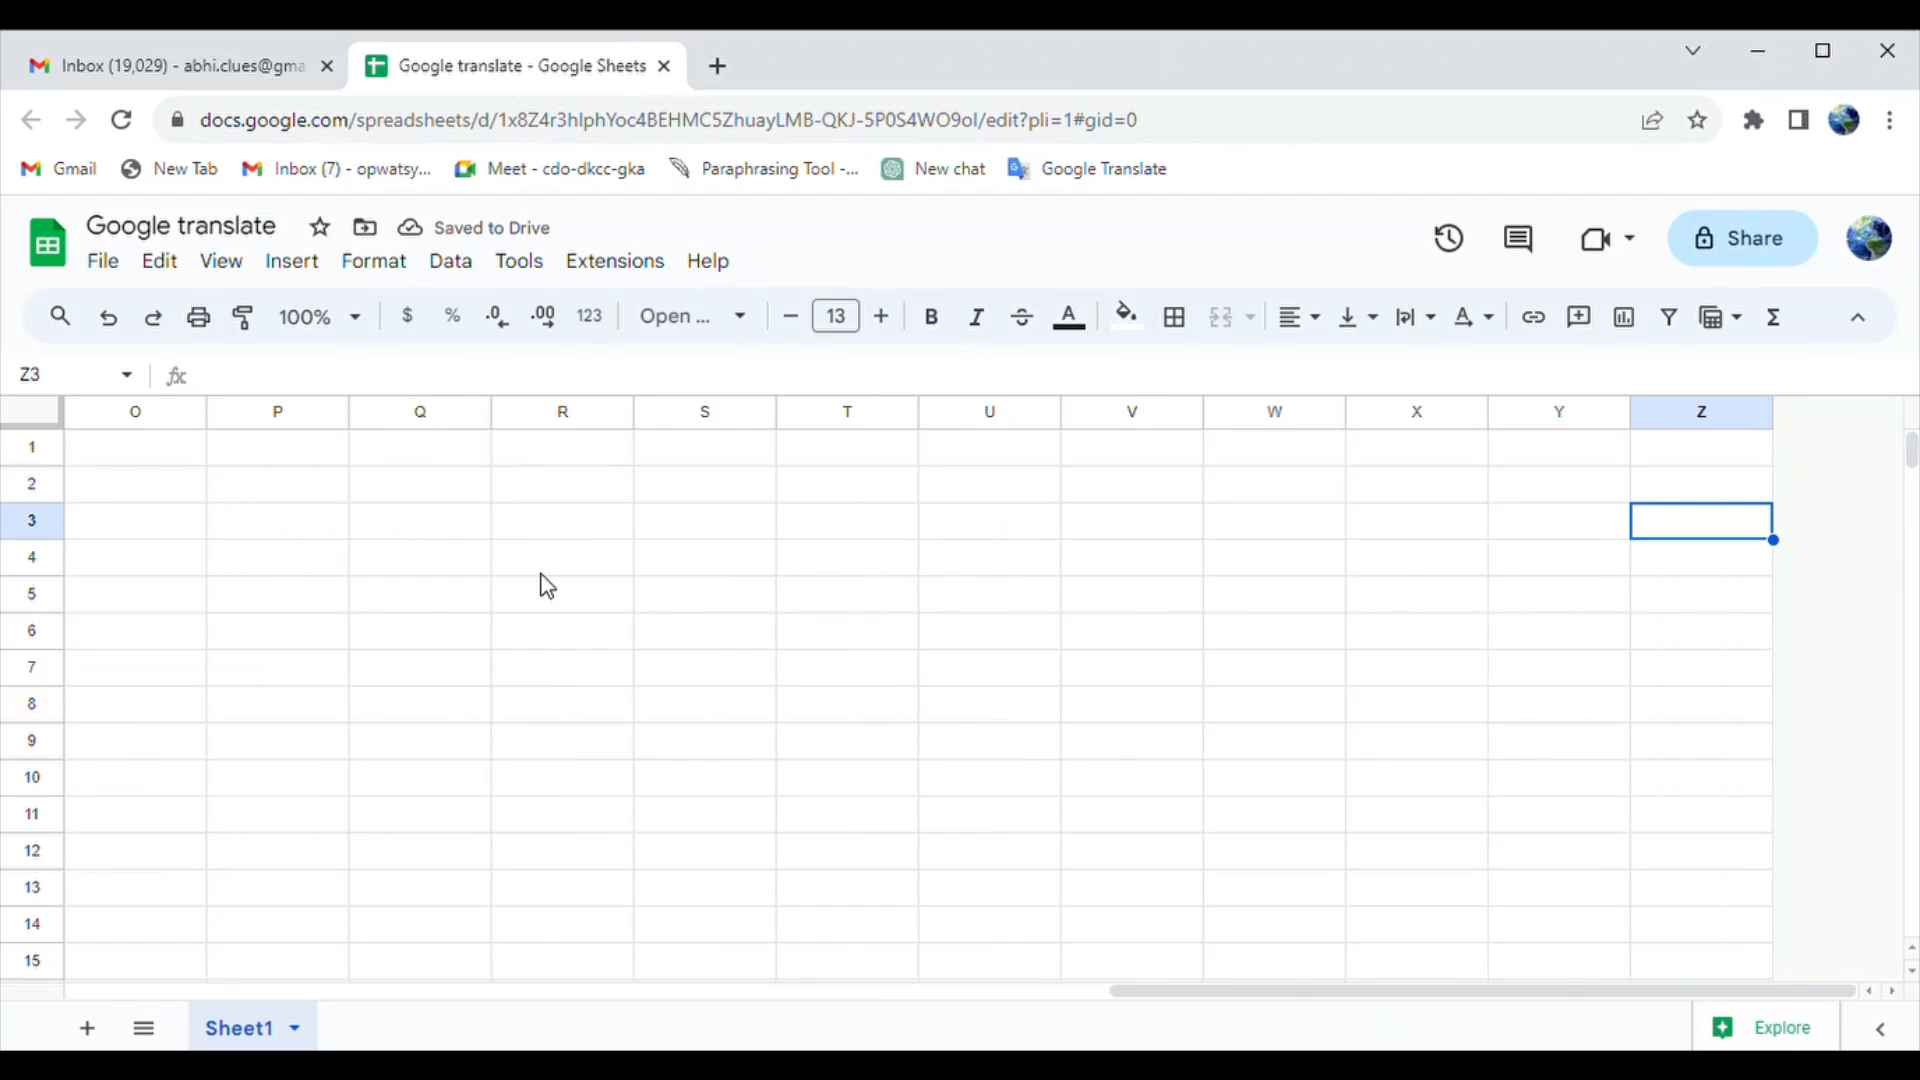 Inbox (19,029) - abhi.clues@gma
Google translate - Google Sheets
docs.google.com/spreadsheets/d/1x8Z4r3hIphYoc4BEHMC5ZhuayLMB-QKJ-5P0S4WO9oI/edit?pli=1#gid=0
Gmail New Tab Inbox (7) - opwatsy... Meet - cdo-dkcc-gka Paraphrasing Tool -... New chat Google Translate
Google translate Saved to Drive
File Edit View Insert Format Data Tools Extensions Help
Share
100% $ % .0 .00 123 Open ... 13 B I A A Σ
Z3 fx
O P Q R S T U V W X Y Z
1
2
3
4
5
6
7
8
9
10
11
12
13
14
15
Sheet1 Explore